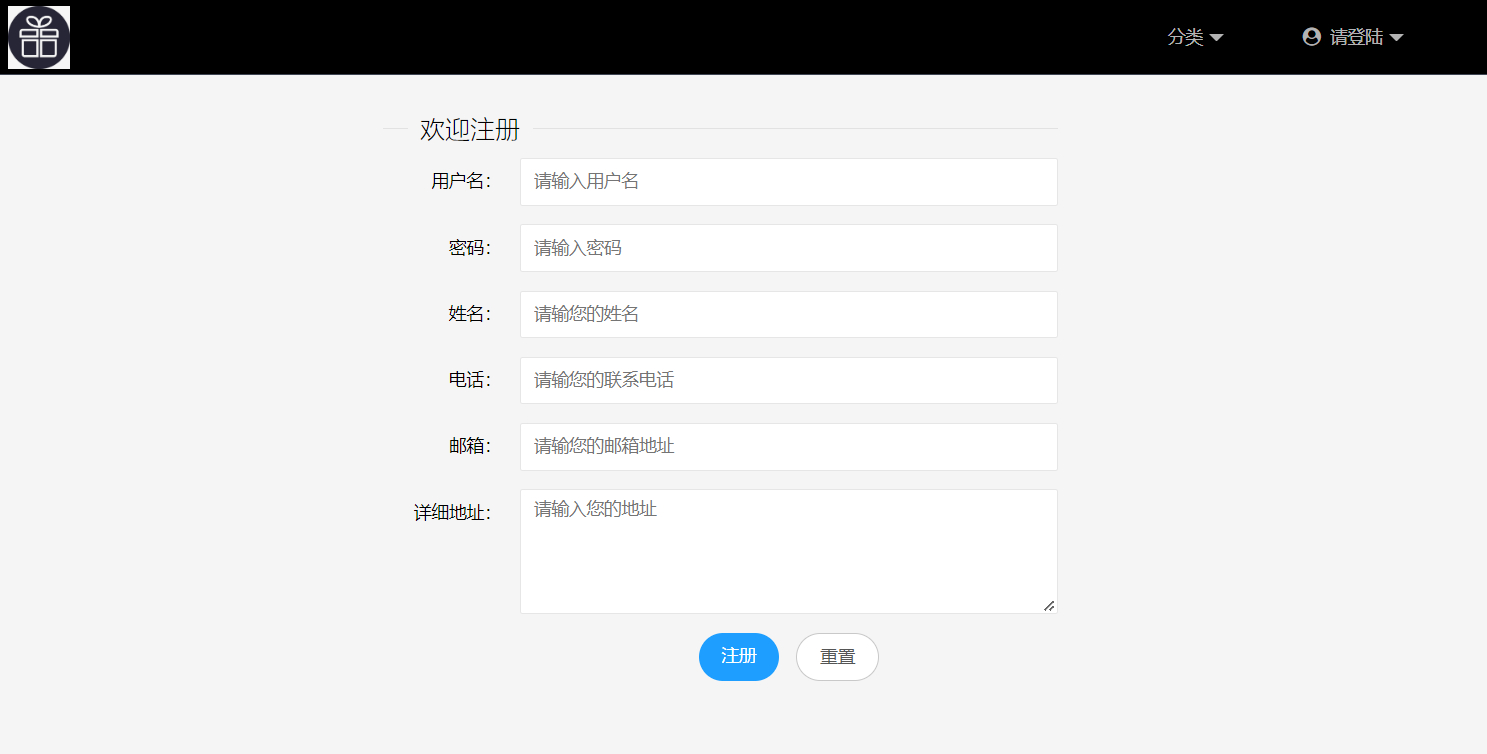 分类
请登陆
欢迎注册
用户名：
请输入用户名
密码：
请输入密码
姓名：
请输您的姓名
电话：
请输您的联系电话
邮箱：
请输您的邮箱地址
详细地址：
请输入您的地址
注册
重置